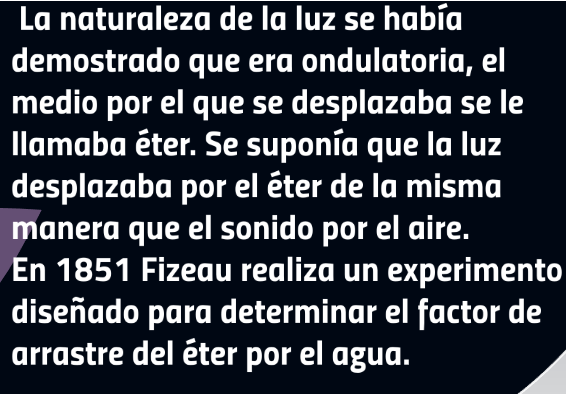 La naturaleza de la luz se había
demostrado que era ondulatoria, el
medio por el que se desplazaba se le
llamaba éter. Se suponía que la luz
desplazaba por el éter de la misma
manera que el sonido por el aire.
En 1851 Fizeau realiza un experimento
diseñado para determinar el factor de
arrastre del éter por el agua.